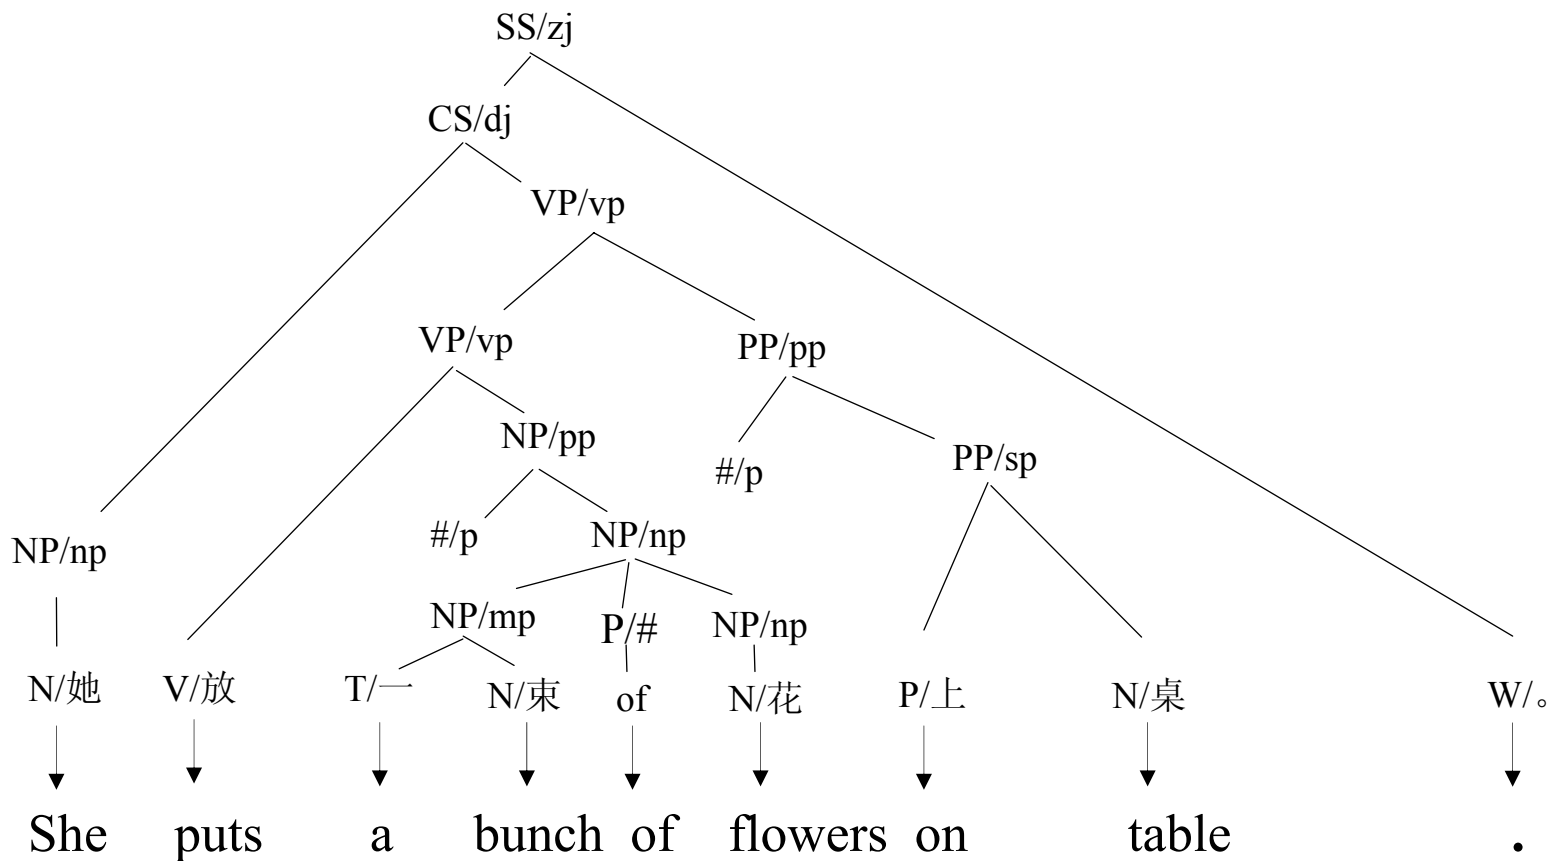 SS/zj
CS/dj
VP/vp
VP/vp PP/pp
NP/pp PP/sp
#/p
#/p NP/np
NP/np
NP/mp P/# NP/np
N/她 V/放 T/一 N/束 of N/花 P/上 N/桌 W/。
She puts a bunch of flowers on table .